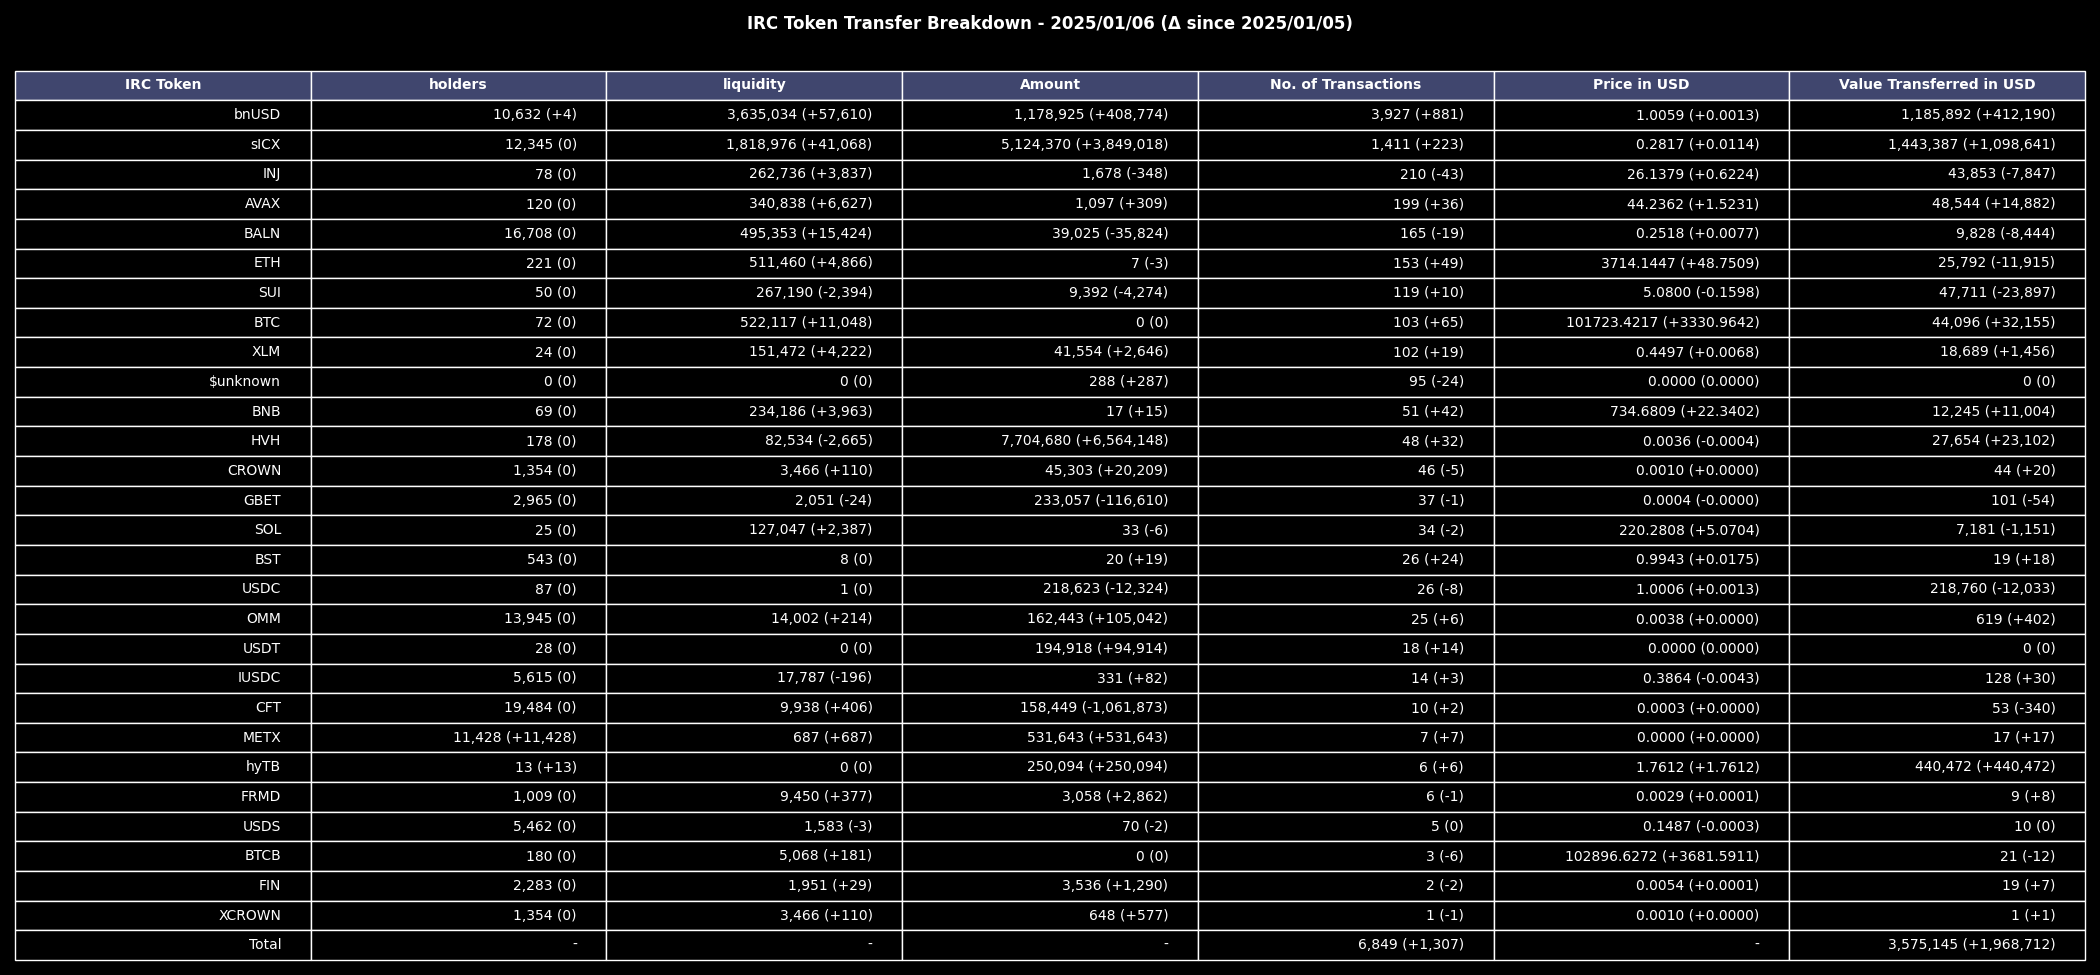 IRC Token Transfer Breakdown - 2025/01/06 (Δ since 2025/01/05)
IRC Token holders liquidity Amount No. of Transactions Price in USD Value Transferred in USD
bnUSD 10,632 (+4) 3,635,034 (+57,610) 1,178,925 (+408,774) 3,927 (+881) 1.0059 (+0.0013) 1,185,892 (+412,190)
sICX 12,345 (0) 1,818,976 (+41,068) 5,124,370 (+3,849,018) 1,411 (+223) 0.2817 (+0.0114) 1,443,387 (+1,098,641)
INJ 78 (0) 262,736 (+3,837) 1,678 (-348) 210 (-43) 26.1379 (+0.6224) 43,853 (-7,847)
AVAX 120 (0) 340,838 (+6,627) 1,097 (+309) 199 (+36) 44.2362 (+1.5231) 48,544 (+14,882)
BALN 16,708 (0) 495,353 (+15,424) 39,025 (-35,824) 165 (-19) 0.2518 (+0.0077) 9,828 (-8,444)
ETH 221 (0) 511,460 (+4,866) 7 (-3) 153 (+49) 3714.1447 (+48.7509) 25,792 (-11,915)
SUI 50 (0) 267,190 (-2,394) 9,392 (-4,274) 119 (+10) 5.0800 (-0.1598) 47,711 (-23,897)
BTC 72 (0) 522,117 (+11,048) 0 (0) 103 (+65) 101723.4217 (+3330.9642) 44,096 (+32,155)
XLM 24 (0) 151,472 (+4,222) 41,554 (+2,646) 102 (+19) 0.4497 (+0.0068) 18,689 (+1,456)
$unknown 0 (0) 0 (0) 288 (+287) 95 (-24) 0.0000 (0.0000) 0 (0)
BNB 69 (0) 234,186 (+3,963) 17 (+15) 51 (+42) 734.6809 (+22.3402) 12,245 (+11,004)
HVH 178 (0) 82,534 (-2,665) 7,704,680 (+6,564,148) 48 (+32) 0.0036 (-0.0004) 27,654 (+23,102)
CROWN 1,354 (0) 3,466 (+110) 45,303 (+20,209) 46 (-5) 0.0010 (+0.0000) 44 (+20)
GBET 2,965 (0) 2,051 (-24) 233,057 (-116,610) 37 (-1) 0.0004 (-0.0000) 101 (-54)
SOL 25 (0) 127,047 (+2,387) 33 (-6) 34 (-2) 220.2808 (+5.0704) 7,181 (-1,151)
BST 543 (0) 8 (0) 20 (+19) 26 (+24) 0.9943 (+0.0175) 19 (+18)
USDC 87 (0) 1 (0) 218,623 (-12,324) 26 (-8) 1.0006 (+0.0013) 218,760 (-12,033)
OMM 13,945 (0) 14,002 (+214) 162,443 (+105,042) 25 (+6) 0.0038 (+0.0000) 619 (+402)
USDT 28 (0) 0 (0) 194,918 (+94,914) 18 (+14) 0.0000 (0.0000) 0 (0)
IUSDC 5,615 (0) 17,787 (-196) 331 (+82) 14 (+3) 0.3864 (-0.0043) 128 (+30)
CFT 19,484 (0) 9,938 (+406) 158,449 (-1,061,873) 10 (+2) 0.0003 (+0.0000) 53 (-340)
METX 11,428 (+11,428) 687 (+687) 531,643 (+531,643) 7 (+7) 0.0000 (+0.0000) 17 (+17)
hyTB 13 (+13) 0 (0) 250,094 (+250,094) 6 (+6) 1.7612 (+1.7612) 440,472 (+440,472)
FRMD 1,009 (0) 9,450 (+377) 3,058 (+2,862) 6 (-1) 0.0029 (+0.0001) 9 (+8)
USDS 5,462 (0) 1,583 (-3) 70 (-2) 5 (0) 0.1487 (-0.0003) 10 (0)
BTCB 180 (0) 5,068 (+181) 0 (0) 3 (-6) 102896.6272 (+3681.5911) 21 (-12)
FIN 2,283 (0) 1,951 (+29) 3,536 (+1,290) 2 (-2) 0.0054 (+0.0001) 19 (+7)
XCROWN 1,354 (0) 3,466 (+110) 648 (+577) 1 (-1) 0.0010 (+0.0000) 1 (+1)
Total - - - 6,849 (+1,307) - 3,575,145 (+1,968,712)